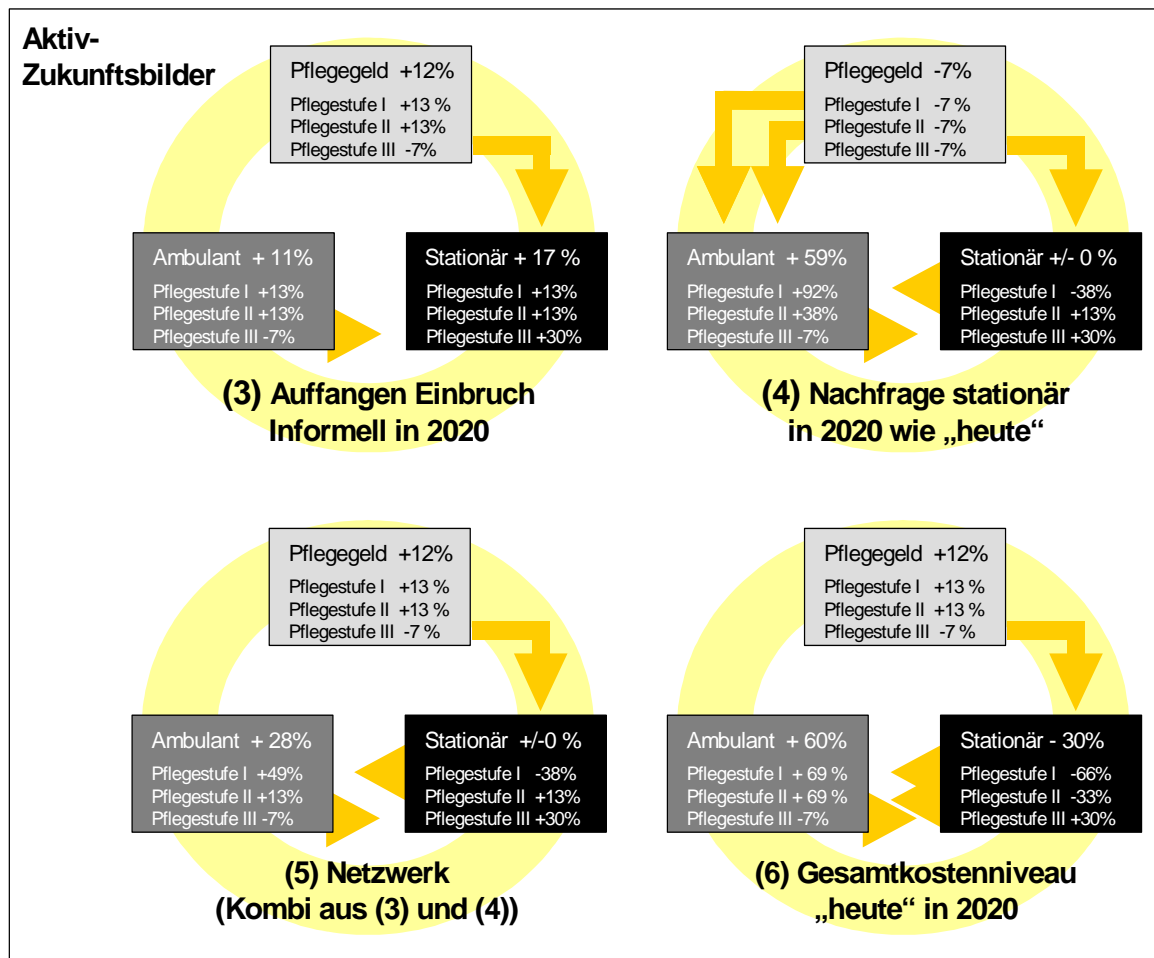 Aktiv-
Zukunftsbilder
Pflegegeld +12%
Pflegestufe I +13 %
Pflegestufe II +13%
Pflegestufe III -7%
Ambulant + 11%
Pflegestufe I +13%
Pflegestufe II +13%
Pflegestufe III -7%
Stationär + 17 %
Pflegestufe I +13%
Pflegestufe II +13%
Pflegestufe III +30%
(3) Auffangen Einbruch
Informell in 2020
Pflegegeld -7%
Pflegestufe I -7 %
Pflegestufe II -7%
Pflegestufe III -7%
Ambulant + 59%
Pflegestufe I +92%
Pflegestufe II +38%
Pflegestufe III -7%
Stationär +/- 0 %
Pflegestufe I -38%
Pflegestufe II +13%
Pflegestufe III +30%
(4) Nachfrage stationär
in 2020 wie „heute“
Pflegegeld +12%
Pflegestufe I +13 %
Pflegestufe II +13 %
Pflegestufe III -7 %
Ambulant + 28%
Pflegestufe I +49%
Pflegestufe II +13%
Pflegestufe III -7%
Stationär +/-0 %
Pflegestufe I -38%
Pflegestufe II +13%
Pflegestufe III +30%
(5) Netzwerk
(Kombi aus (3) und (4))
Pflegegeld +12%
Pflegestufe I +13 %
Pflegestufe II +13 %
Pflegestufe III -7 %
Ambulant + 60%
Pflegestufe I + 69 %
Pflegestufe II + 69 %
Pflegestufe III -7%
Stationär - 30%
Pflegestufe I -66%
Pflegestufe II -33%
Pflegestufe III +30%
(6) Gesamtkostenniveau
„heute“ in 2020